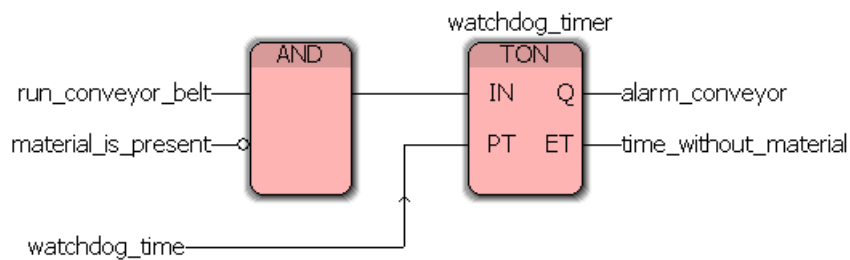 watchdog_timer
AND TON
run_conveyor_belt IN Q alarm_conveyor
material_is_present PT ET time_without_material
watchdog_time